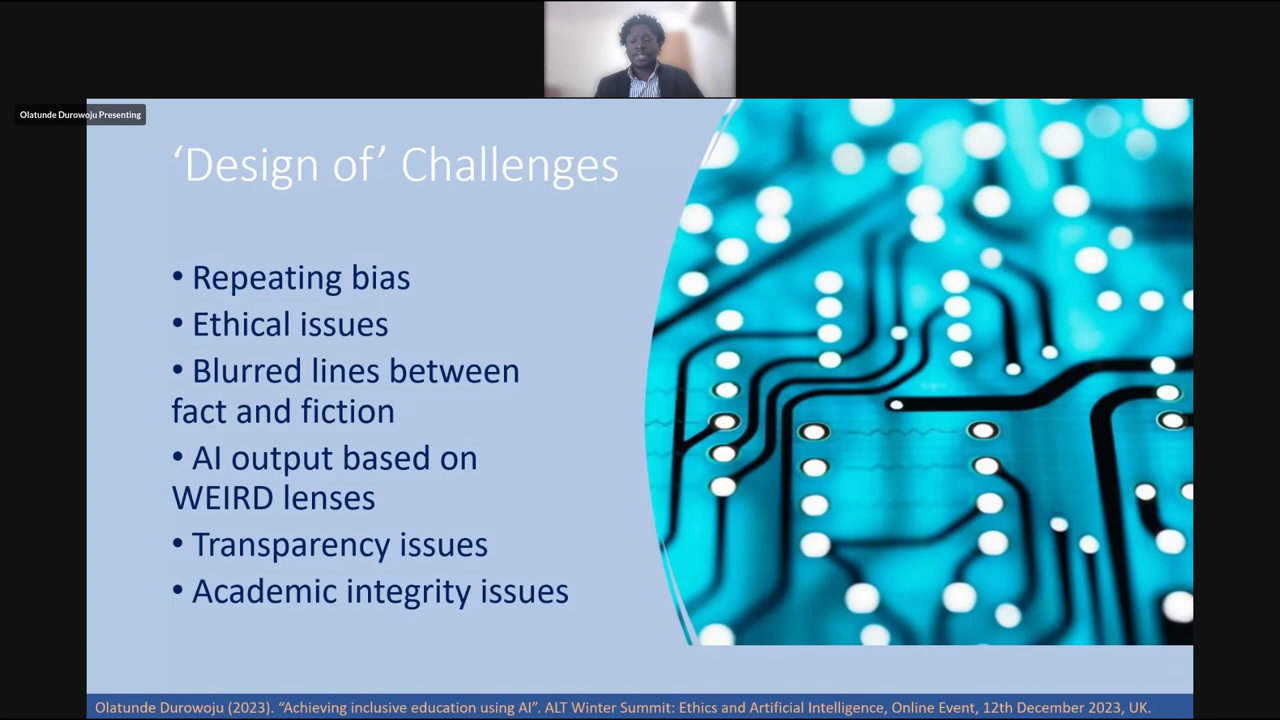 Olatunde Durowoju Presenting
‘Design of’ Challenges
• Repeating bias
• Ethical issues
• Blurred lines between
fact and fiction
• AI output based on
WEIRD lenses
• Transparency issues
• Academic integrity issues
Olatunde Durowoju (2023). “Achieving inclusive education using AI”. ALT Winter Summit: Ethics and Artificial Intelligence, Online Event, 12th December 2023, UK.